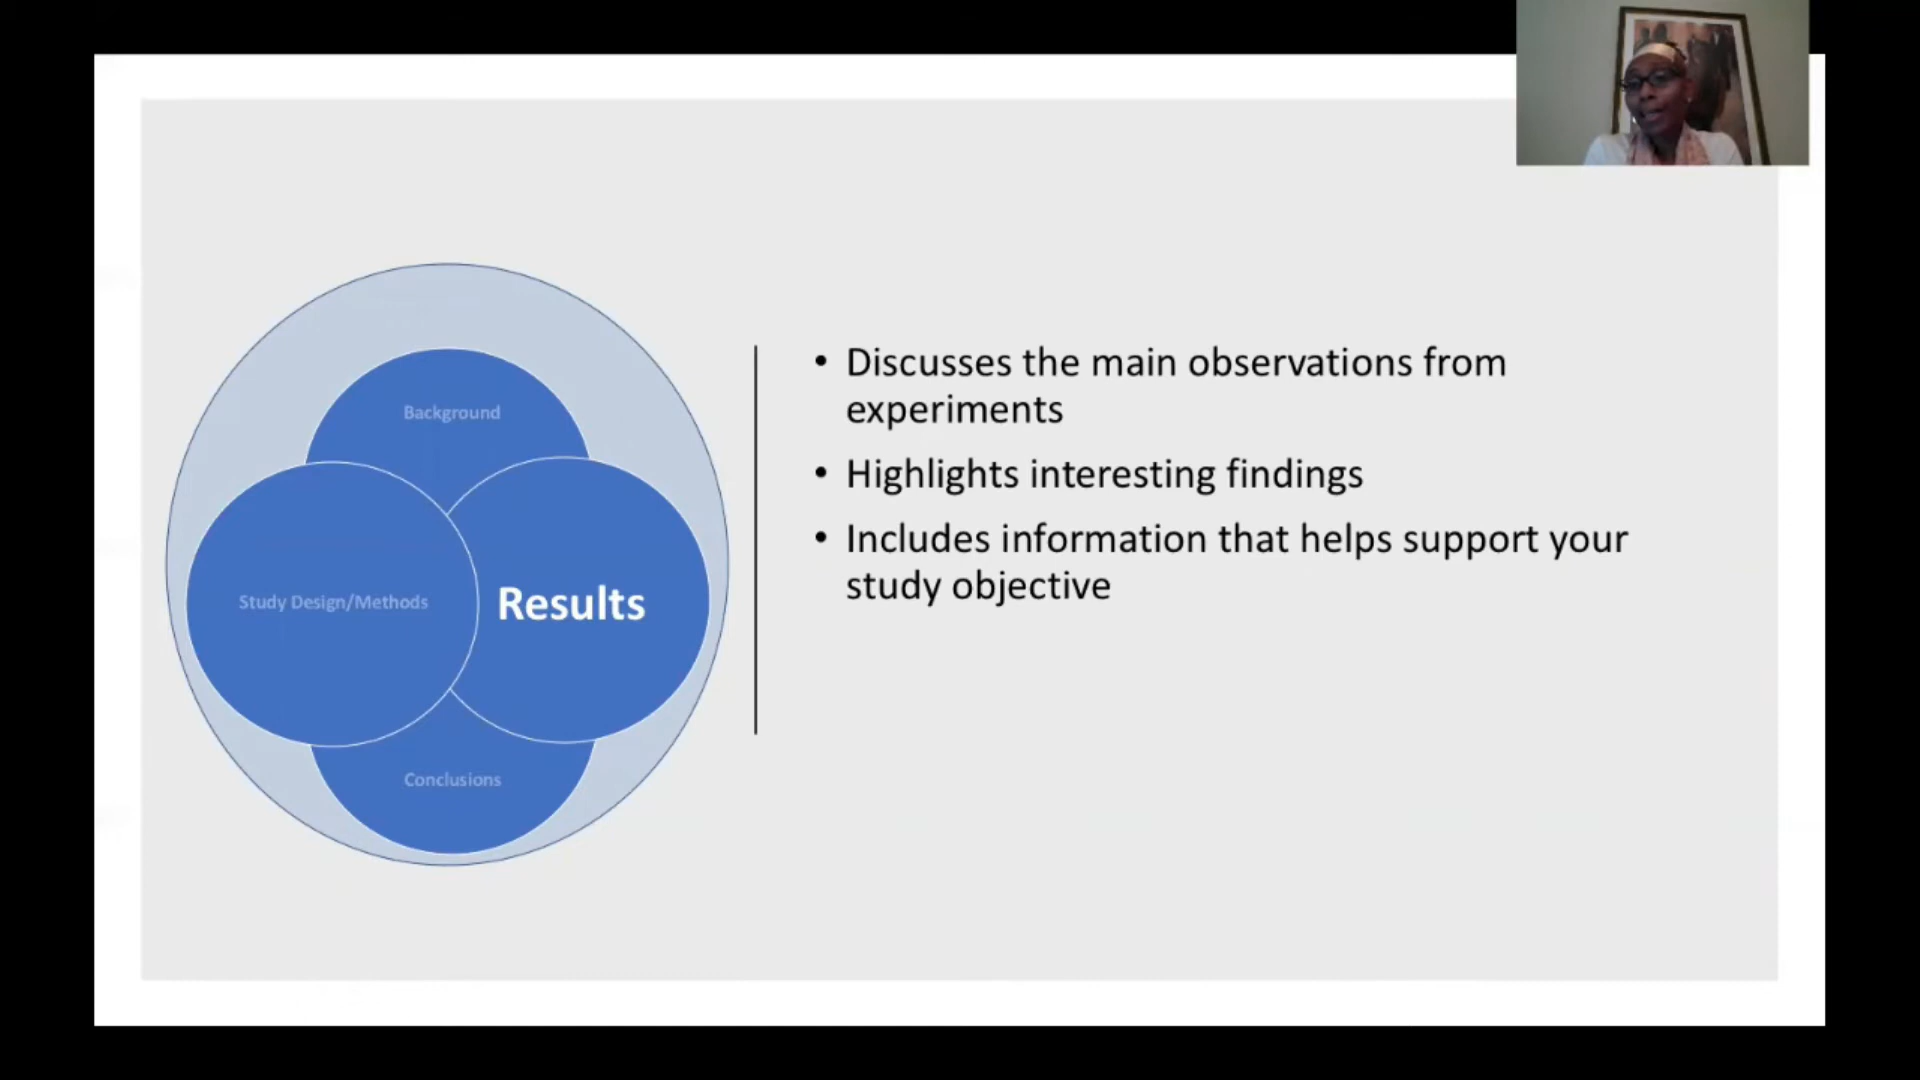 Background
Study Design/Methods
Results
Conclusions
• Discusses the main observations from
experiments
• Highlights interesting findings
• Includes information that helps support your
study objective